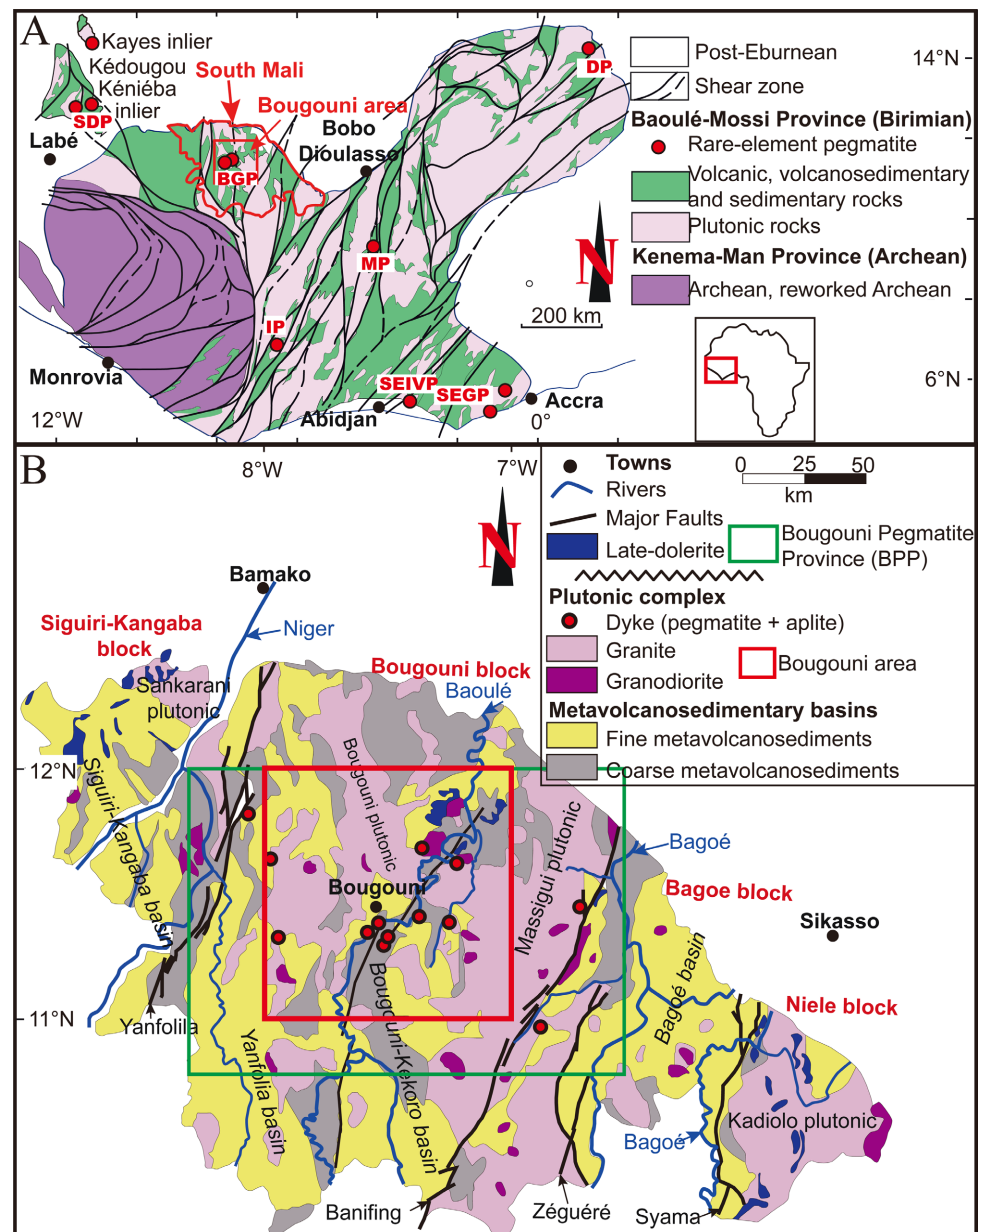 A
Kayes inlier
Kédougou
Kéniéba
inlier
SDP
Labé
South Mali
Bougouni area
Bobo
Dioulasso
BGP
DP
MP
IP
SEIVP
SEGP
Monrovia
Abidjan
Accra
12°W
0°
N
200 km
14°N
6°N
Post-Eburnean
Shear zone
Baoulé-Mossi Province (Birimian)
Rare-element pegmatite
Volcanic, volcanosedimentary
and sedimentary rocks
Plutonic rocks
Kenema-Man Province (Archean)
Archean, reworked Archean
B
8°W
7°W
N
Towns
Rivers
Major Faults
Late-dolerite
0 25 50
km
Bougouni Pegmatite
Province (BPP)
Plutonic complex
Dyke (pegmatite + aplite)
Granite
Granodiorite
Bougouni area
Metavolcanosedimentary basins
Fine metavolcanosediments
Coarse metavolcanosediments
Bamako
Niger
Siguiri-Kangaba
block
Sankarani
plutonic
Bougouni block
Baoulé
12°N
Siguiri-Kangaba basin
Bougouni plutonic
Bougouni
Massigui plutonic
Bagoé
Bagoe block
Sikasso
11°N
Yanfolila
Yanfolia basin
Bougouni-Kekoro basin
Bagoé basin
Niele block
Kadiolo plutonic
Bagoé
Banifing
Zéguéré
Syama